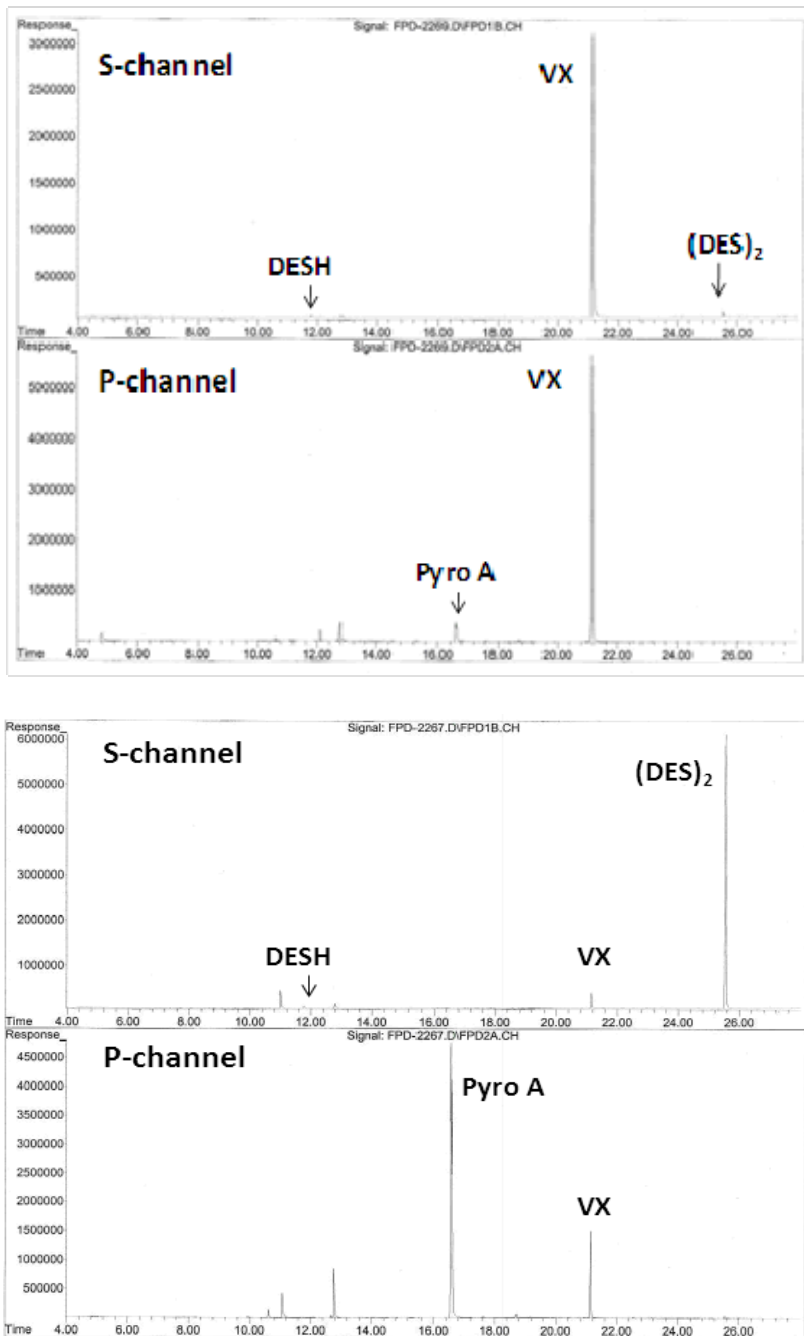 Response_
Signal: FPD-2269.D\FPD1B.CH
3000000
S-channel
VX
2500000
2000000
1500000
1000000
(DES)2
DESH
500000
Time 4.00 6.00 8.00 10.00 12.00 14.00 16.00 18.00 20.00 22.00 24.00 26.00
Response_
Signal: FPD-2269.D\FPD2A.CH
P-channel
VX
5000000
4000000
3000000
2000000
Pyro A
1000000
Time 4.00 6.00 8.00 10.00 12.00 14.00 16.00 18.00 20.00 22.00 24.00 26.00
Response_
Signal: FPD-2267.D\FPD1B.CH
6000000
S-channel
(DES)2
5000000
4000000
3000000
2000000
DESH
VX
1000000
Time 4.00 6.00 8.00 10.00 12.00 14.00 16.00 18.00 20.00 22.00 24.00 26.00
Response_
Signal: FPD-2267.D\FPD2A.CH
4500000
P-channel
4000000
Pyro A
3500000
3000000
2500000
2000000
VX
1500000
1000000
500000
Time 4.00 6.00 8.00 10.00 12.00 14.00 16.00 18.00 20.00 22.00 24.00 26.00